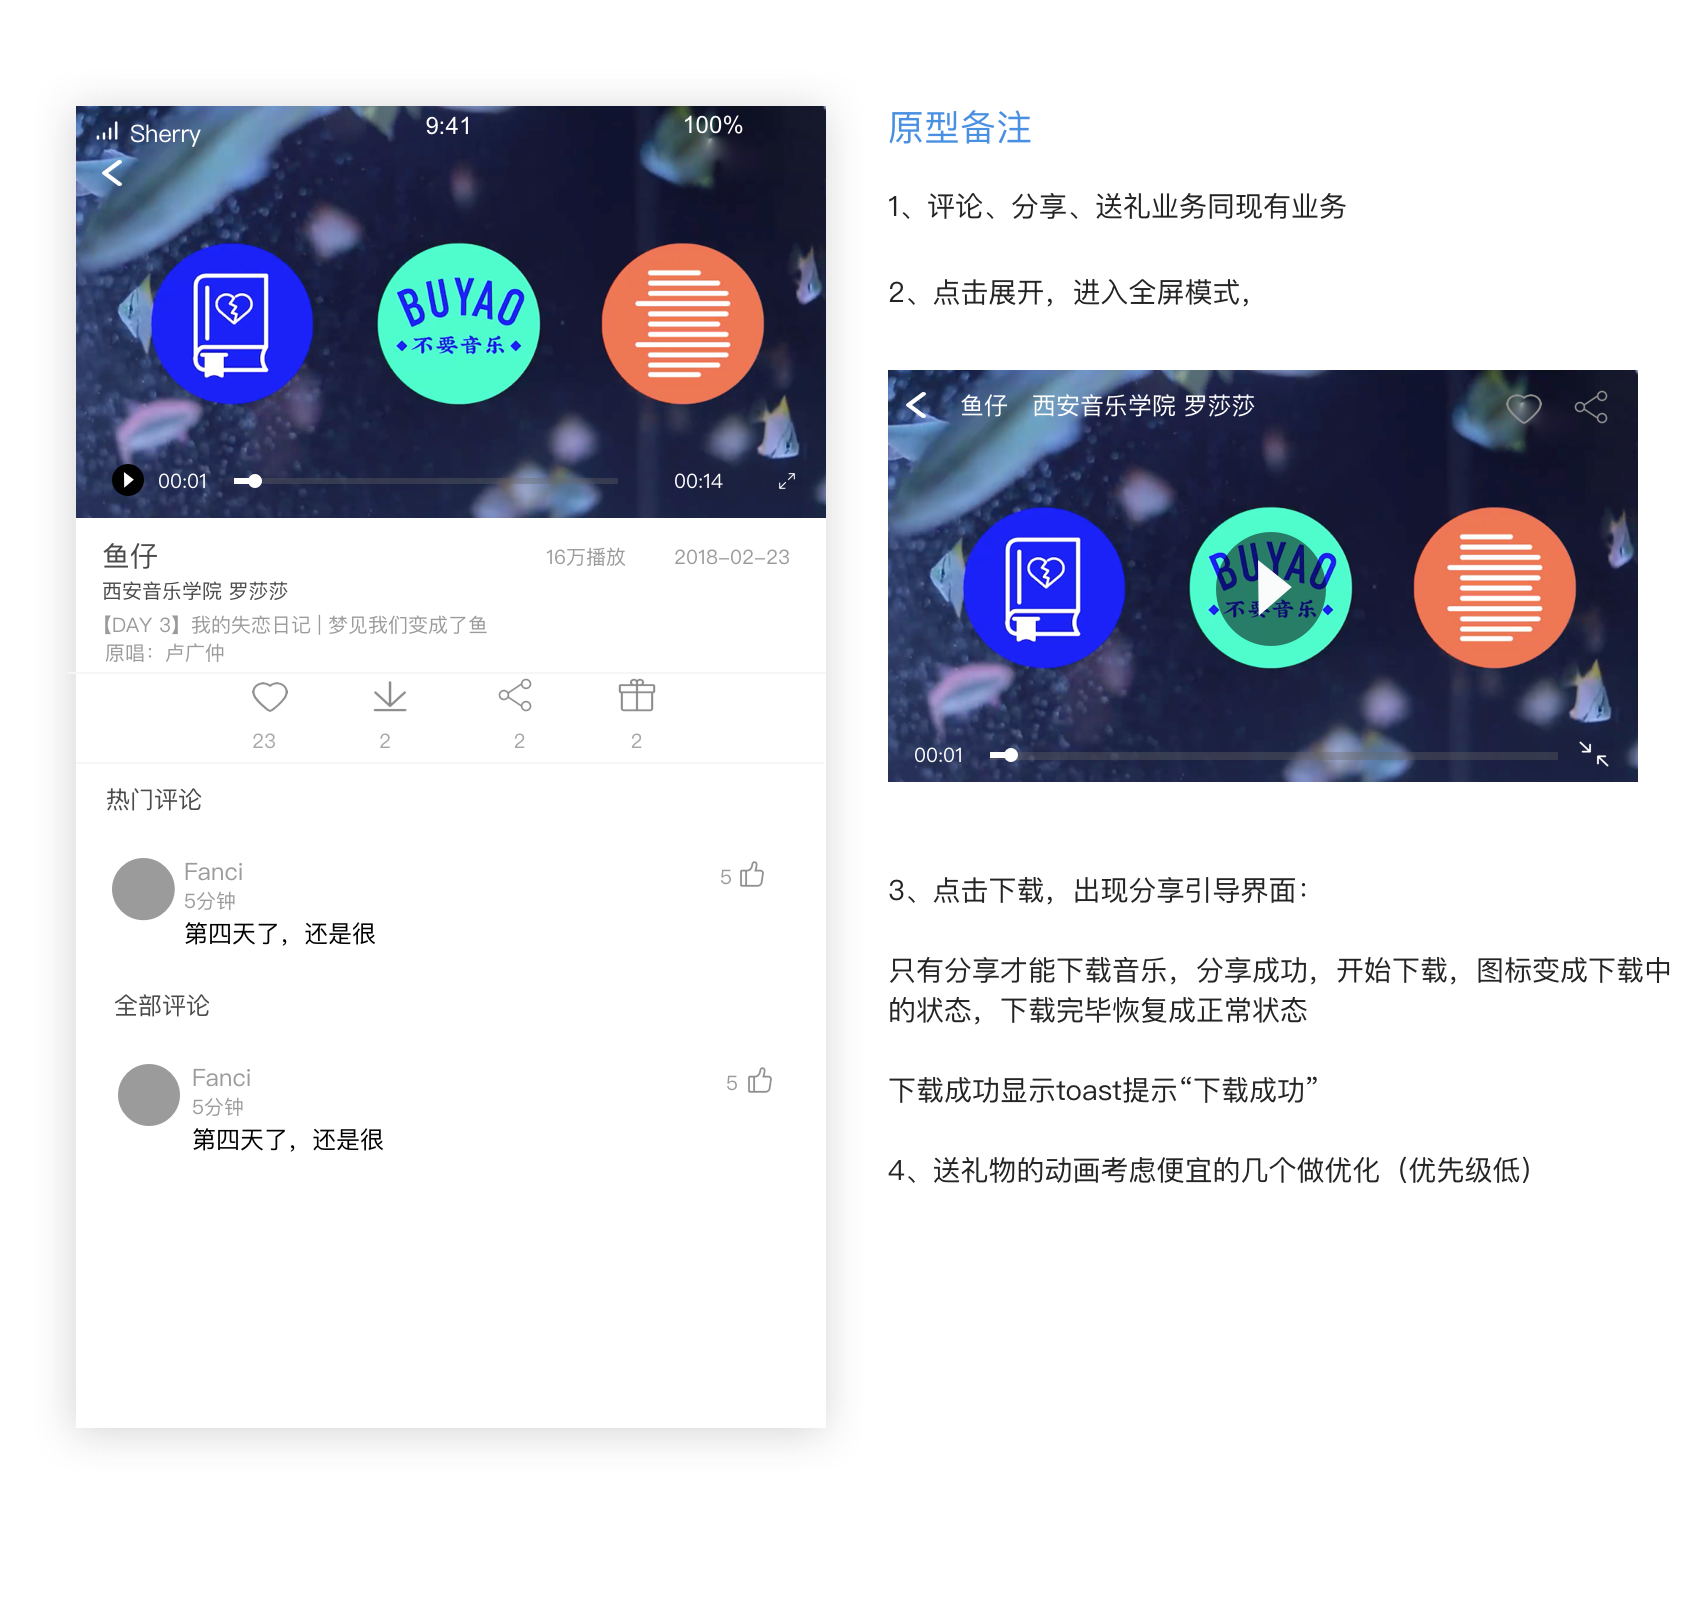 Sherry
9:41
100%
BUYAO
不要音乐
00:01
00:14
鱼仔
16万播放
2018-02-23
西安音乐学院 罗莎莎
【DAY 3】我的失恋日记 | 梦见我们变成了鱼
原唱：卢广仲
23
2
2
2
热门评论
Fanci
5
5分钟
第四天了，还是很
全部评论
Fanci
5
5分钟
第四天了，还是很
原型备注
1、评论、分享、送礼业务同现有业务
2、点击展开，进入全屏模式，
鱼仔 西安音乐学院 罗莎莎
BUYAO
不要音乐
00:01
3、点击下载，出现分享引导界面：
只有分享才能下载音乐，分享成功，开始下载，图标变成下载中
的状态，下载完毕恢复成正常状态
下载成功显示toast提示“下载成功”
4、送礼物的动画考虑便宜的几个做优化（优先级低）